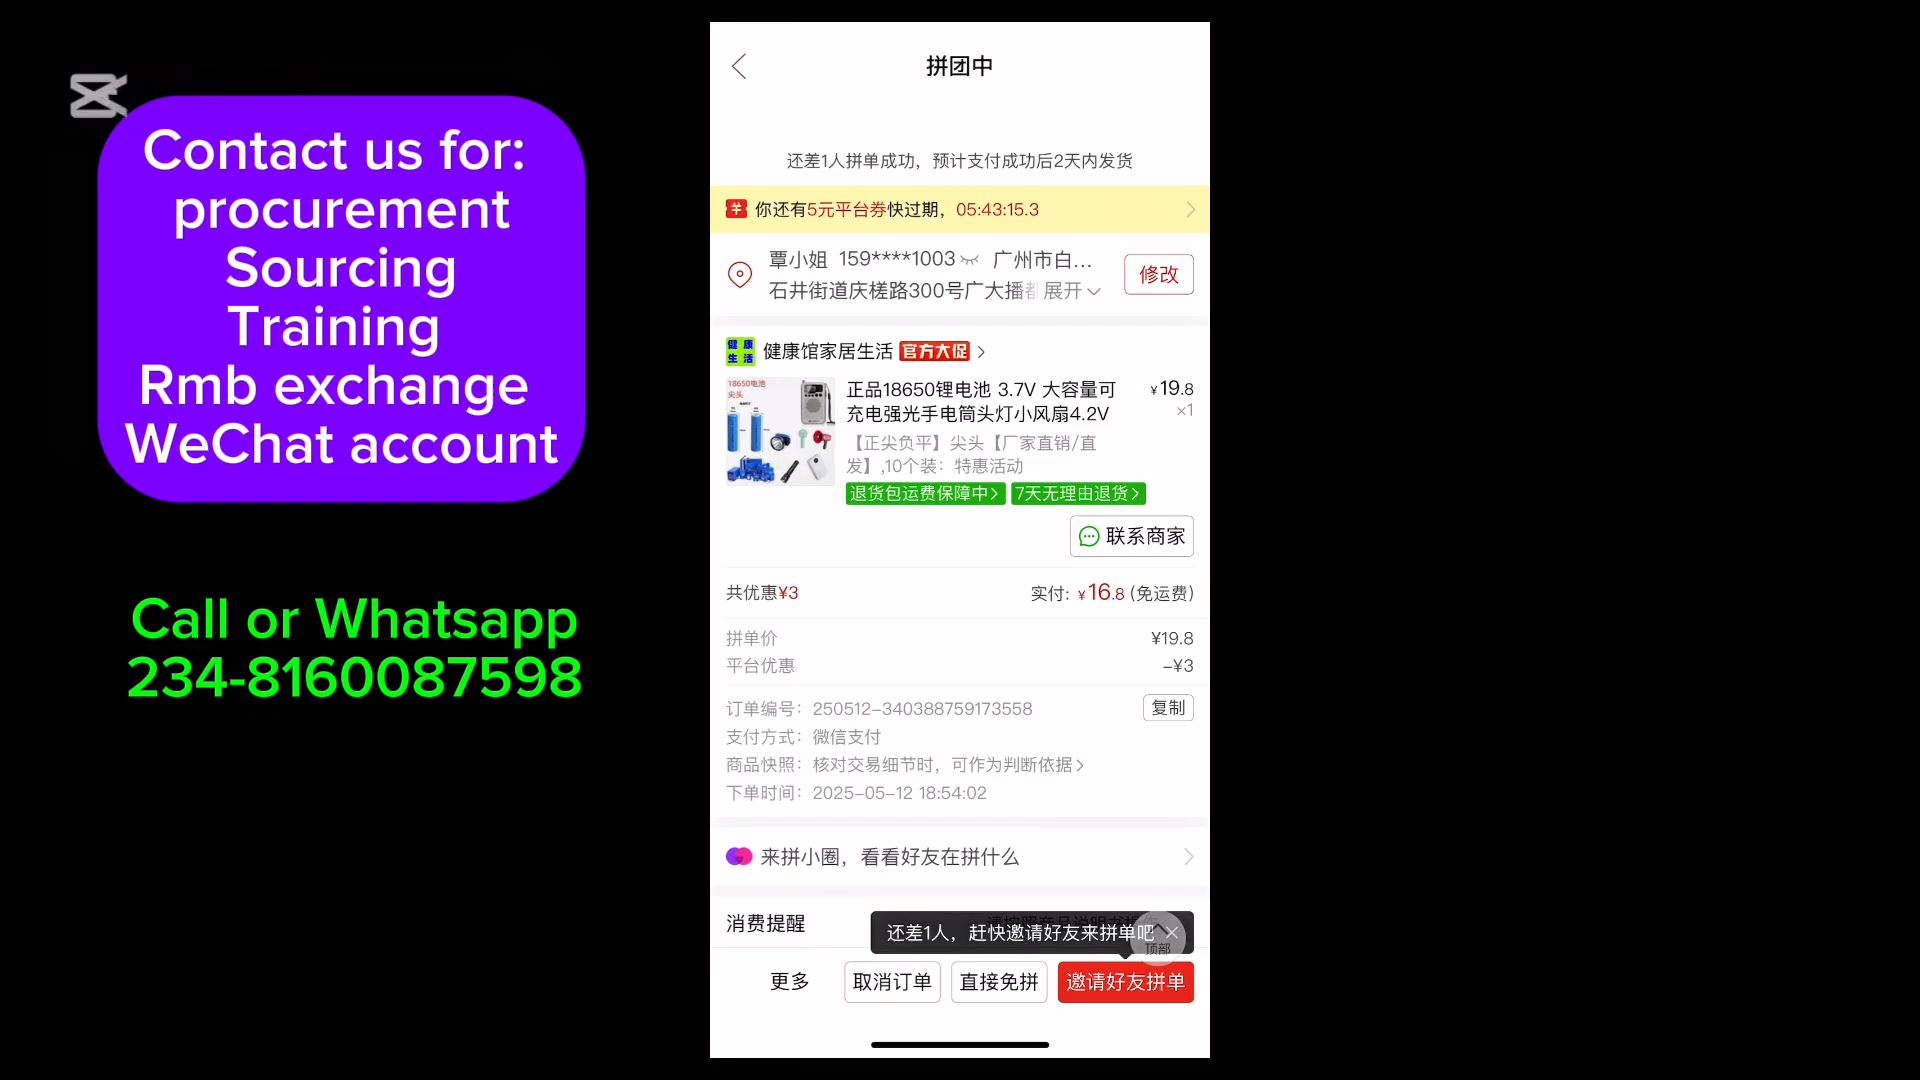 Contact us for:
procurement
Sourcing
Training
Rmb exchange
WeChat account
Call or Whatsapp
234-8160087598
拼团中
还差1人拼单成功，预计支付成功后2天内发货
你还有5元平台券快过期，05:43:15.3
覃小姐 159****1003 广州市白...
石井街道庆槎路300号广大播 展开
修改
健康生活
健康馆家居生活 官方大促
18650电池
尖头
正品18650锂电池 3.7V 大容量可
充电强光手电筒头灯小风扇4.2V
¥19.8
×1
【正尖负平】尖头【厂家直销/直
发】,10个装：特惠活动
退货包运费保障中 7天无理由退货
联系商家
共优惠¥3 实付: ¥16.8 (免运费)
拼单价 ¥19.8
平台优惠 -¥3
订单编号：250512-340388759173558 复制
支付方式：微信支付
商品快照：核对交易细节时，可作为判断依据
下单时间：2025-05-12 18:54:02
来拼小圈，看看好友在拼什么
消费提醒
还差1人，赶快邀请好友来拼单吧
顶部
更多 取消订单 直接免拼 邀请好友拼单